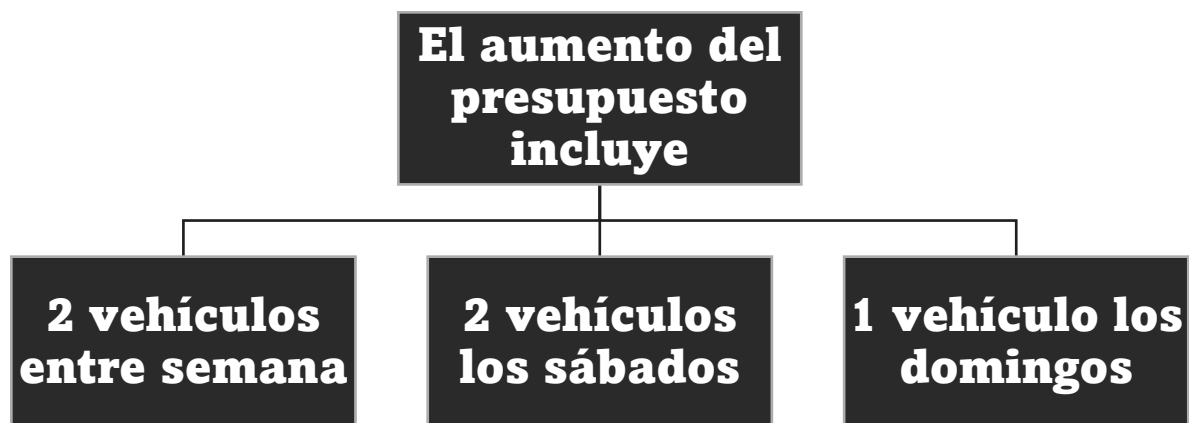 El aumento del
presupuesto
incluye
2 vehículos
entre semana
2 vehículos
los sábados
1 vehículo los
domingos